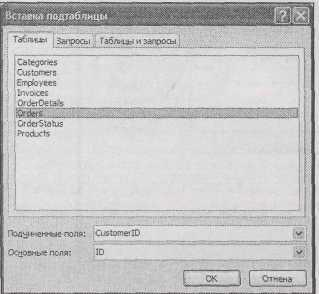 Вставка подтаблицы
Таблицы Запросы Таблицы и запросы
Categories
Customers
Employees
Invoices
OrderDetails
Orders
OrderStatus
Products
Подчиненные поля: CustomerID
Основные поля: ID
OK Отмена